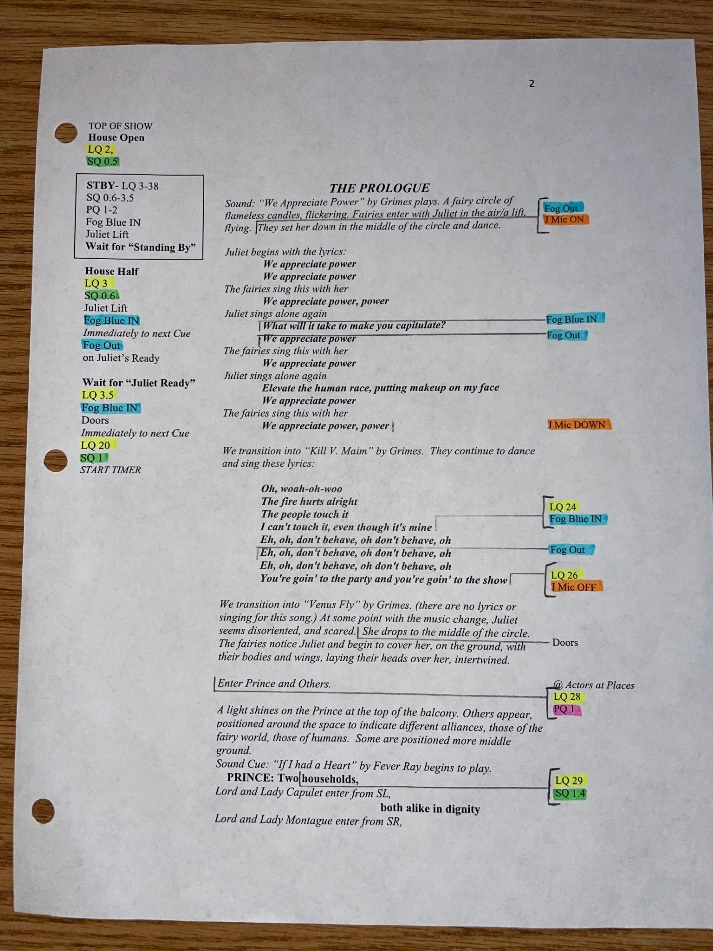 2
TOP OF SHOW
House Open
LQ 2,
SQ 0.5
STBY- LQ 3-38
SQ 0.6-3.5
PQ 1-2
Fog Blue IN
Juliet Lift
Wait for “Standing By”
House Half
LQ 3
SQ 0.6
Juliet Lift
Fog Blue IN
Immediately to next Cue
Fog Out
on Juliet’s Ready
Wait for “Juliet Ready”
LQ 3.5
Fog Blue IN
Doors
Immediately to next Cue
LQ 20
SQ 1
START TIMER
THE PROLOGUE
Sound: “We Appreciate Power” by Grimes plays. A fairy circle of
flameless candles, flickering. Fairies enter with Juliet in the air/a lift,
flying. They set her down in the middle of the circle and dance.
Fog Out
J Mic ON
Juliet begins with the lyrics:
We appreciate power
We appreciate power
The fairies sing this with her
We appreciate power, power
Juliet sings alone again
What will it take to make you capitulate?
Fog Blue IN
We appreciate power
Fog Out
The fairies sing this with her
We appreciate power
Juliet sings alone again
Elevate the human race, putting makeup on my face
We appreciate power
The fairies sing this with her
We appreciate power, power
J Mic DOWN
We transition into “Kill V. Maim” by Grimes. They continue to dance
and sing these lyrics:
Oh, woah-oh-woo
The fire hurts alright
The people touch it
I can't touch it, even though it's mine
LQ 24
Fog Blue IN
Eh, oh, don't behave, oh don't behave, oh
Eh, oh, don't behave, oh don't behave, oh
Fog Out
Eh, oh, don't behave, oh don't behave, oh
You're goin' to the party and you're goin' to the show
LQ 26
J Mic OFF
We transition into “Venus Fly” by Grimes. (there are no lyrics or
singing for this song.) At some point with the music change, Juliet
seems disoriented, and scared. She drops to the middle of the circle.
The fairies notice Juliet and begin to cover her, on the ground, with
their bodies and wings, laying their heads over her, intertwined.
Doors
Enter Prince and Others.
@ Actors at Places
LQ 28
PQ 1
A light shines on the Prince at the top of the balcony. Others appear,
positioned around the space to indicate different alliances, those of the
fairy world, those of humans. Some are positioned more middle
ground.
Sound Cue: “If I had a Heart” by Fever Ray begins to play.
PRINCE: Two households,
LQ 29
SQ 1.4
Lord and Lady Capulet enter from SL,
both alike in dignity
Lord and Lady Montague enter from SR,